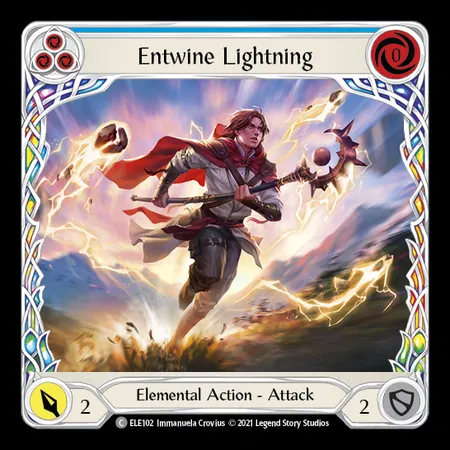 Entwine Lightning
0
Elemental Action - Attack
2
2
C ELE102 Immanuela Crovius © 2021 Legend Story Studios